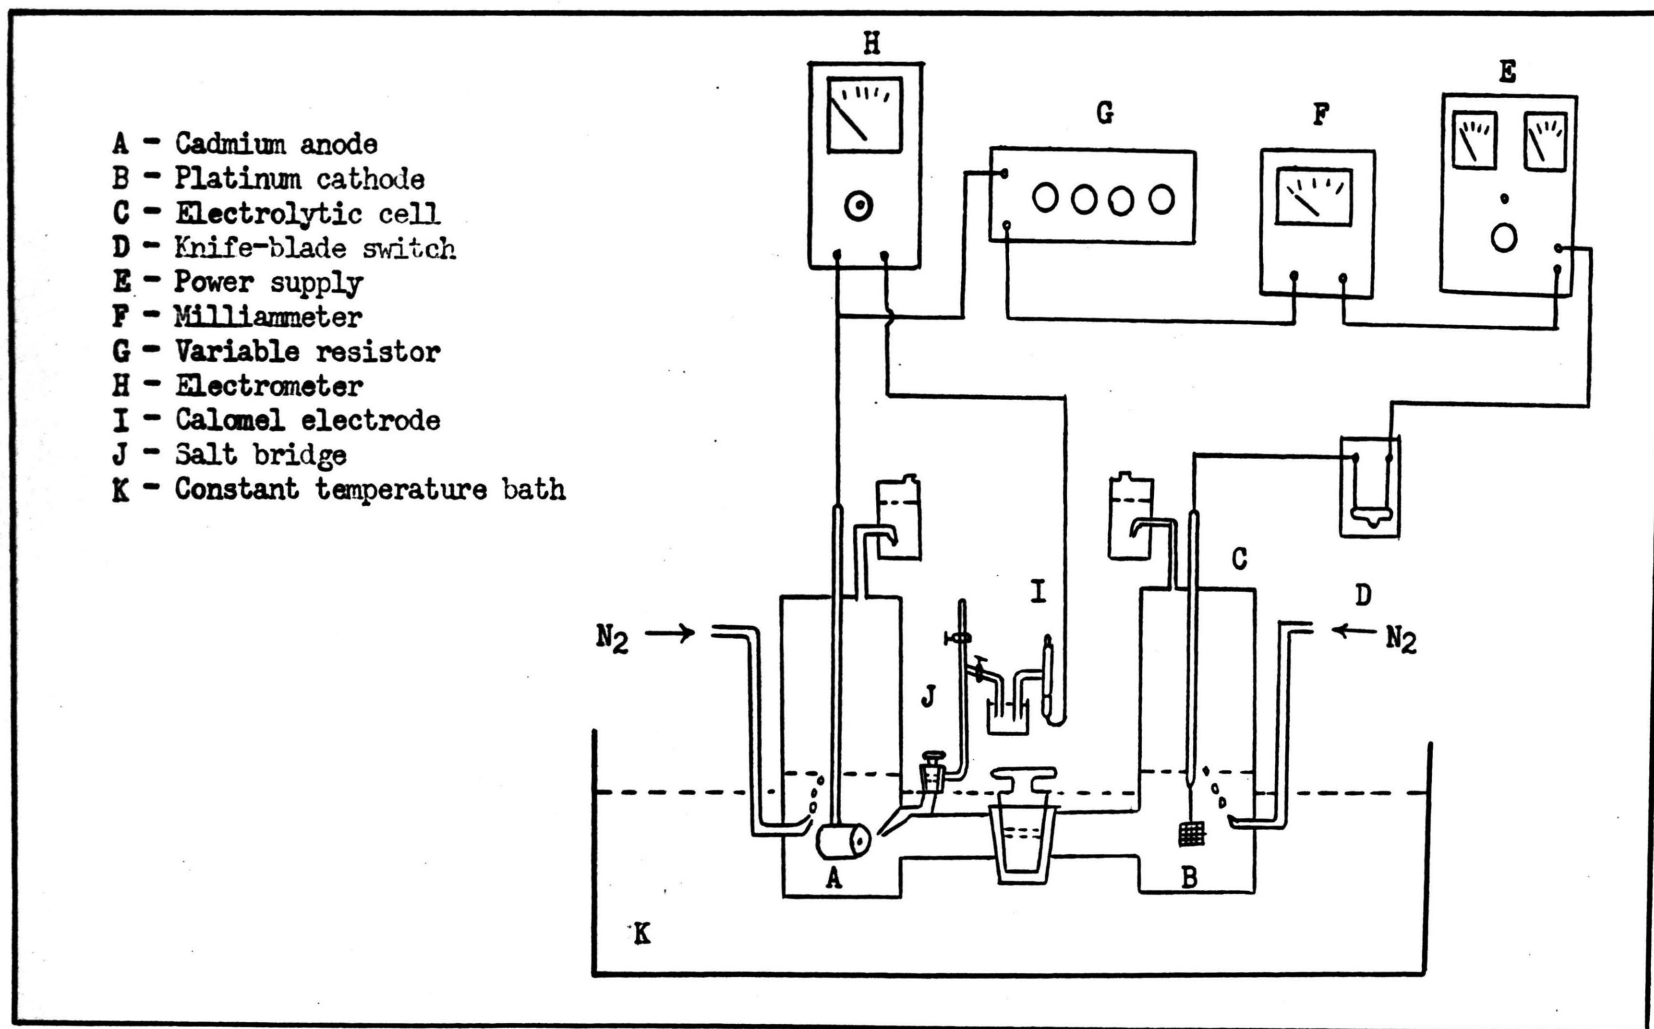 H
E
G
F
A - Cadmium anode
B - Platinum cathode
C - Electrolytic cell
D - Knife-blade switch
E - Power supply
F - Milliammeter
G - Variable resistor
H - Electrometer
I - Calomel electrode
J - Salt bridge
K - Constant temperature bath
C
I
D
N2
N2
J
A
B
K